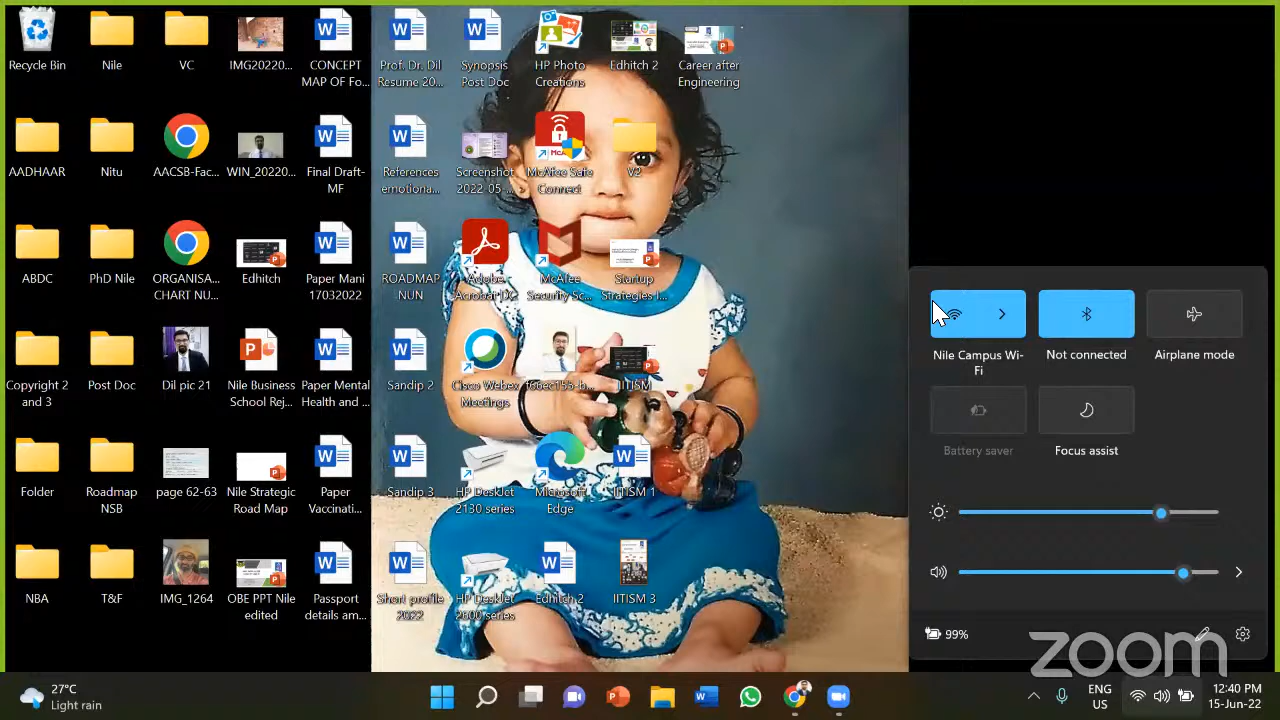 Recycle Bin
Nile
VC
IMG20220...
CONCEPT
MAP OF Fo...
Prof. Dr. Dil
Resume 20...
Synopsis
Post Doc
HP Photo
Creations
Edhitch 2
Career after
Engineering
AADHAAR
Nitu
AACSB-Fac...
WIN_20220...
Final Draft-
MF
References
emotiona...
Screenshot
2022-05-...
McAfee Safe
Connect
V2
ABDC
PhD Nile
ORGANISA...
CHART NU...
Edhitch
Paper Mani
17032022
ROADMAP
NUN
Adobe
Acrobat DC
McAfee
Security Sc...
Startup
Strategies I...
Nile Campus Wi-
Fi
Not connected
Airplane mode
Copyright 2
and 3
Post Doc
Dil pic 21
Nile Business
School Rej...
Paper Mental
Health and ...
Sandip 2
Cisco Webex
Meetings
f66ec153-b...
IITISM
Battery saver
Focus assist
Folder
Roadmap
NSB
page 62-63
Nile Strategic
Road Map
Paper
Vaccinati...
Sandip 3
HP DeskJet
2130 series
Microsoft
Edge
IITISM 1
NBA
T&F
IMG_1264
OBE PPT Nile
edited
Passport
details am...
Short profile
2022
HP DeskJet
2600 series
Edhitch 2
IITISM 3
99%
zoom
27°C
Light rain
ENG
US
12:40 PM
15-Jun-22